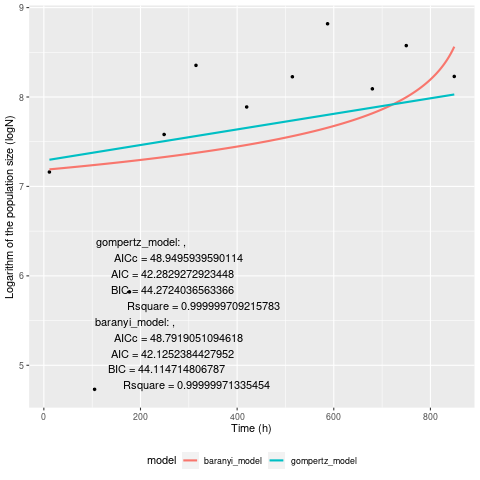 9
8
7
6
5
Logarithm of the population size (logN)
gompertz_model: ,
AICc = 48.9495939590114
AIC = 42.2829272923448
BIC = 44.2724036563366
Rsquare = 0.999999709215783
baranyi_model: ,
AICc = 48.7919051094618
AIC = 42.1252384427952
BIC = 44.114714806787
Rsquare = 0.99999971335454
0 200 400 600 800
Time (h)
model baranyi_model gompertz_model